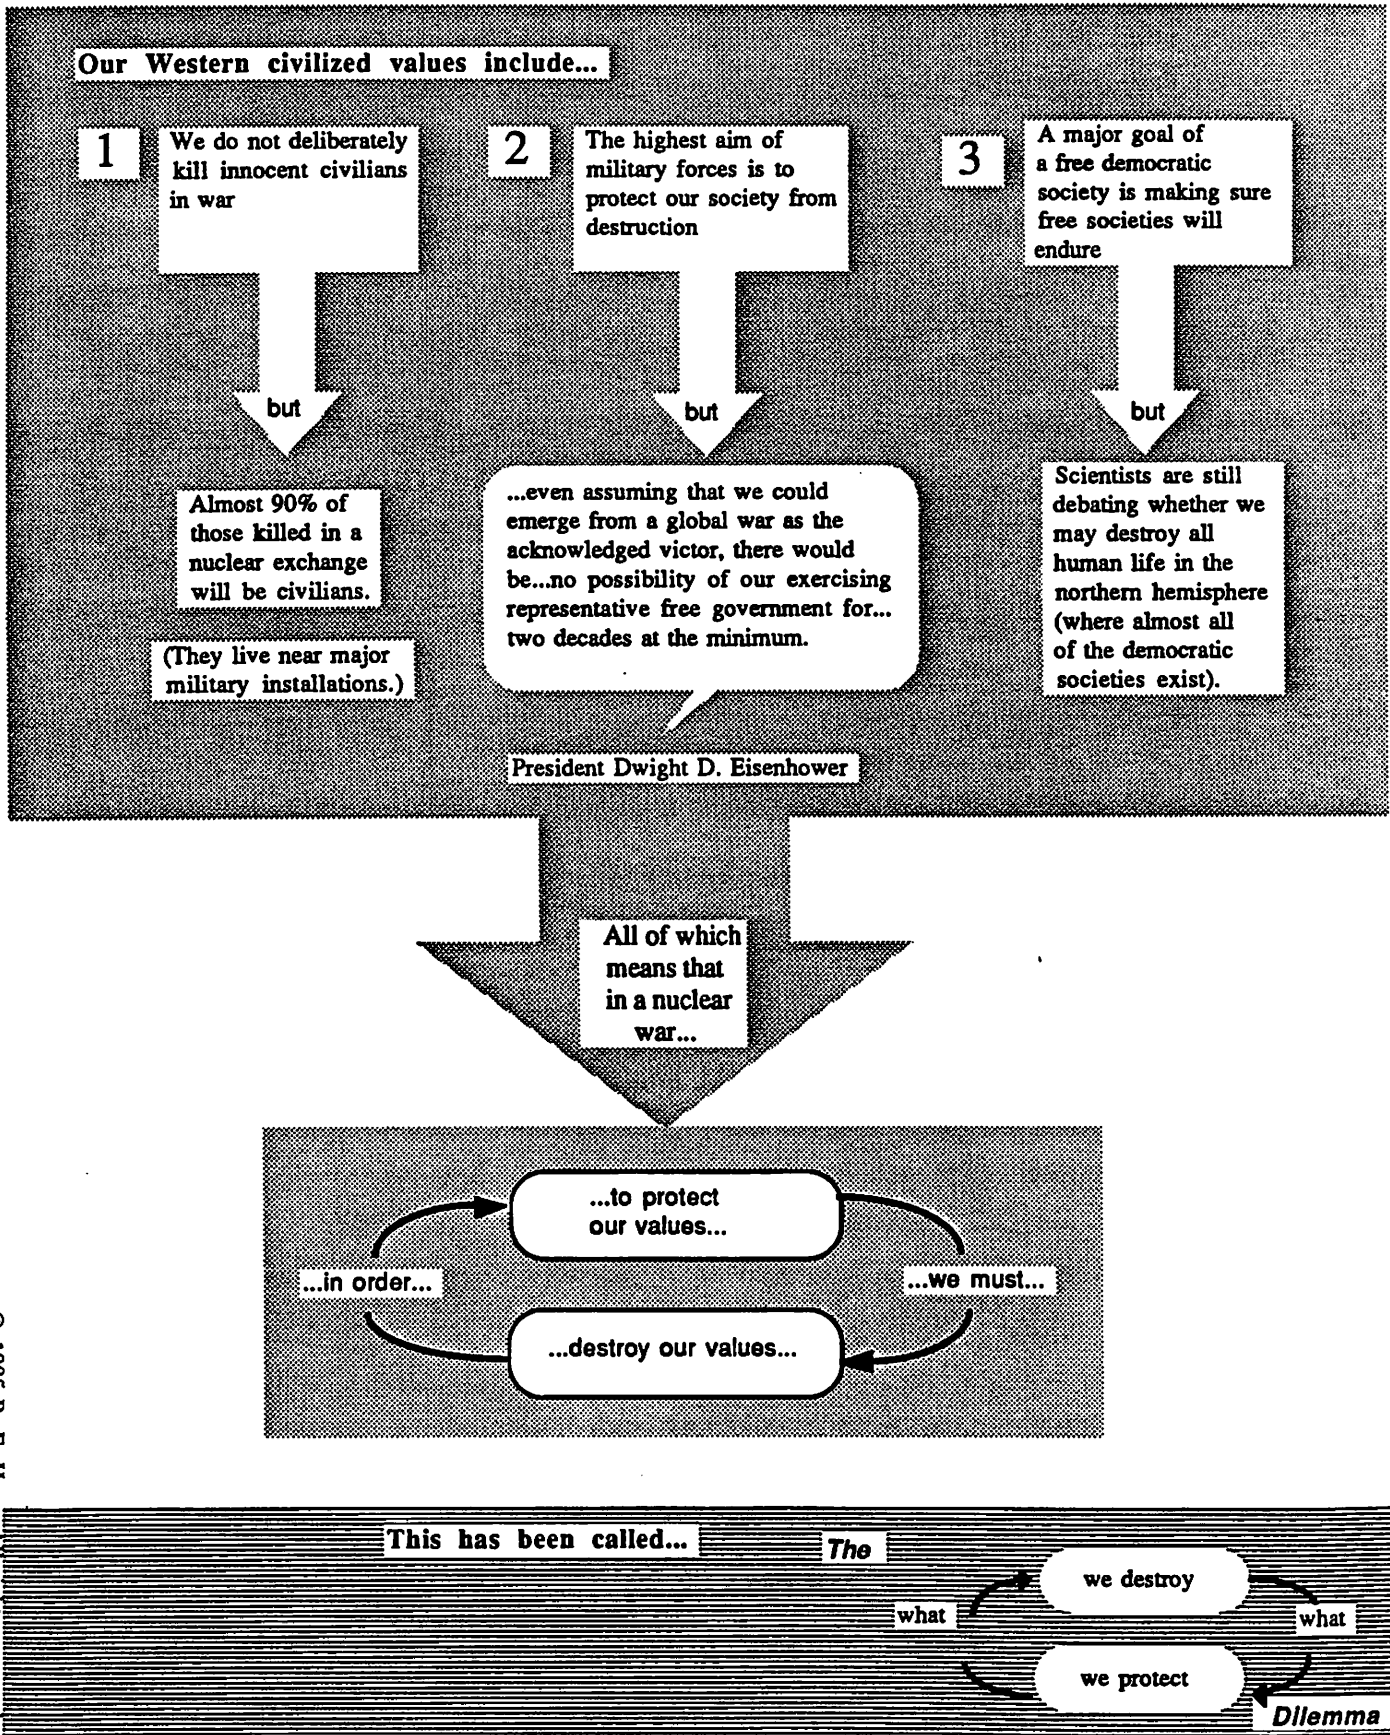 Our Western civilized values include...
1
We do not deliberately
kill innocent civilians
in war
but
Almost 90% of
those killed in a
nuclear exchange
will be civilians.
(They live near major
military installations.)
2
The highest aim of
military forces is to
protect our society from
destruction
but
...even assuming that we could
emerge from a global war as the
acknowledged victor, there would
be...no possibility of our exercising
representative free government for...
two decades at the minimum.
President Dwight D. Eisenhower
3
A major goal of
a free democratic
society is making sure
free societies will
endure
but
Scientists are still
debating whether we
may destroy all
human life in the
northern hemisphere
(where almost all
of the democratic
societies exist).
All of which
means that
in a nuclear
war...
...to protect
our values...
...we must...
...destroy our values...
...in order...
This has been called...
The
we destroy
what
we protect
what
Dilemma